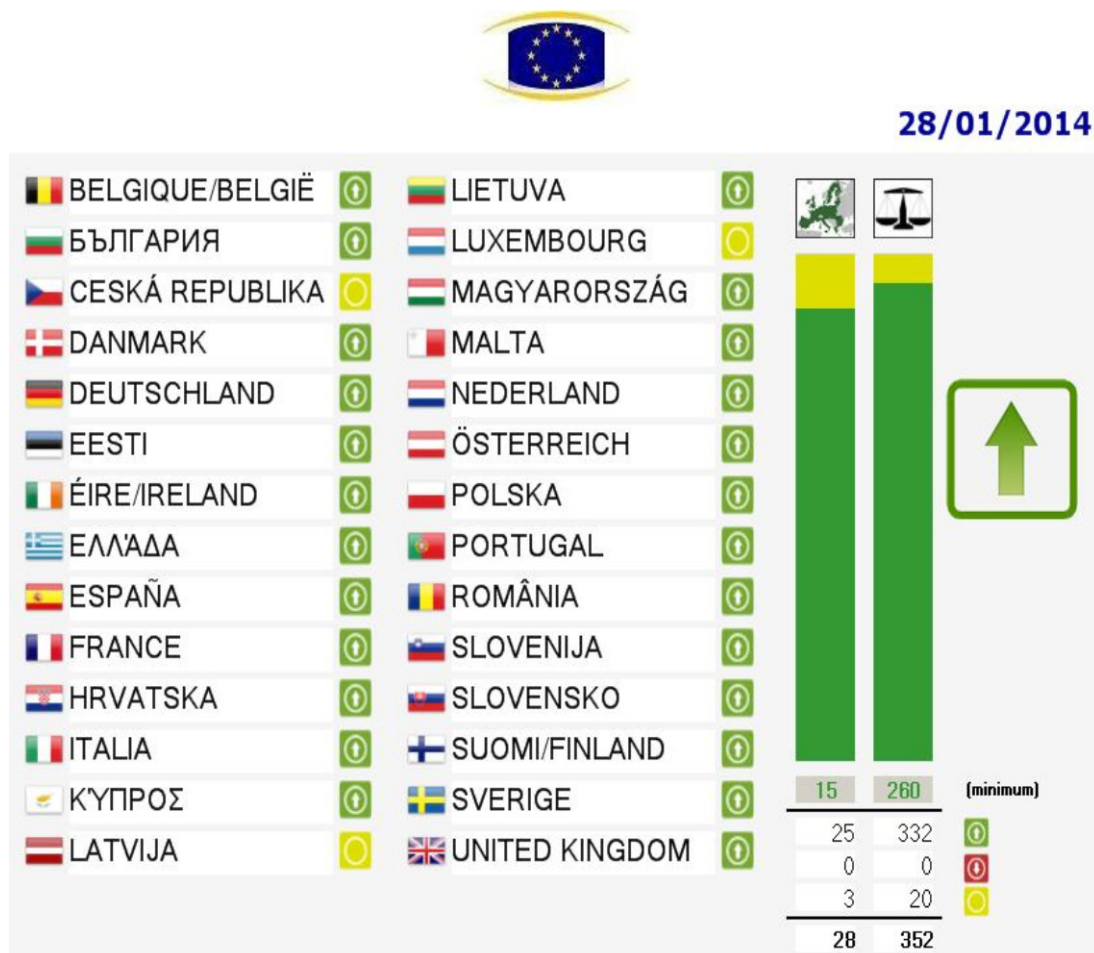 28/01/2014
BELGIQUE/BELGIË
БЪЛГАРИЯ
CESKÁ REPUBLIKA
DANMARK
DEUTSCHLAND
EESTI
ÉIRE/IRELAND
ΕΛΛΆΔΑ
ESPAÑA
FRANCE
HRVATSKA
ITALIA
ΚΎΠΡΟΣ
LATVIJA
LIETUVA
LUXEMBOURG
MAGYARORSZÁG
MALTA
NEDERLAND
ÖSTERREICH
POLSKA
PORTUGAL
ROMÂNIA
SLOVENIJA
SLOVENSKO
SUOMI/FINLAND
SVERIGE
UNITED KINGDOM
15 260 (minimum)
25 332
0 0
3 20
28 352